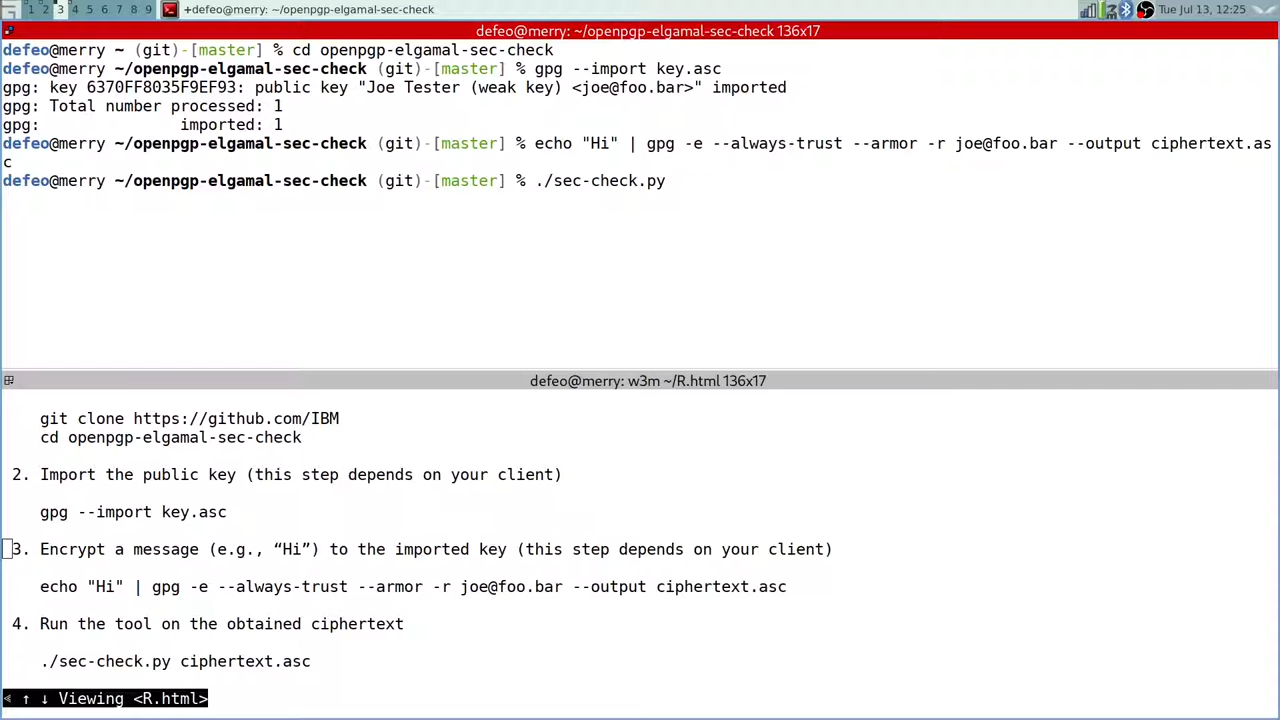 1 2 3 4 5 6 7 8 9 +defeo@merry: ~/openpgp-elgamal-sec-check Tue Jul 13, 12:25
defeo@merry: ~/openpgp-elgamal-sec-check 136x17
defeo@merry ~ (git)-[master] % cd openpgp-elgamal-sec-check
defeo@merry ~/openpgp-elgamal-sec-check (git)-[master] % gpg --import key.asc
gpg: key 6370FF8035F9EF93: public key "Joe Tester (weak key) <joe@foo.bar>" imported
gpg: Total number processed: 1
gpg:               imported: 1
defeo@merry ~/openpgp-elgamal-sec-check (git)-[master] % echo "Hi" | gpg -e --always-trust --armor -r joe@foo.bar --output ciphertext.as
c
defeo@merry ~/openpgp-elgamal-sec-check (git)-[master] % ./sec-check.py
defeo@merry: w3m ~/R.html 136x17
git clone https://github.com/IBM
cd openpgp-elgamal-sec-check
2. Import the public key (this step depends on your client)
gpg --import key.asc
3. Encrypt a message (e.g., “Hi”) to the imported key (this step depends on your client)
echo "Hi" | gpg -e --always-trust --armor -r joe@foo.bar --output ciphertext.asc
4. Run the tool on the obtained ciphertext
./sec-check.py ciphertext.asc
≪ ↑ ↓ Viewing <R.html>